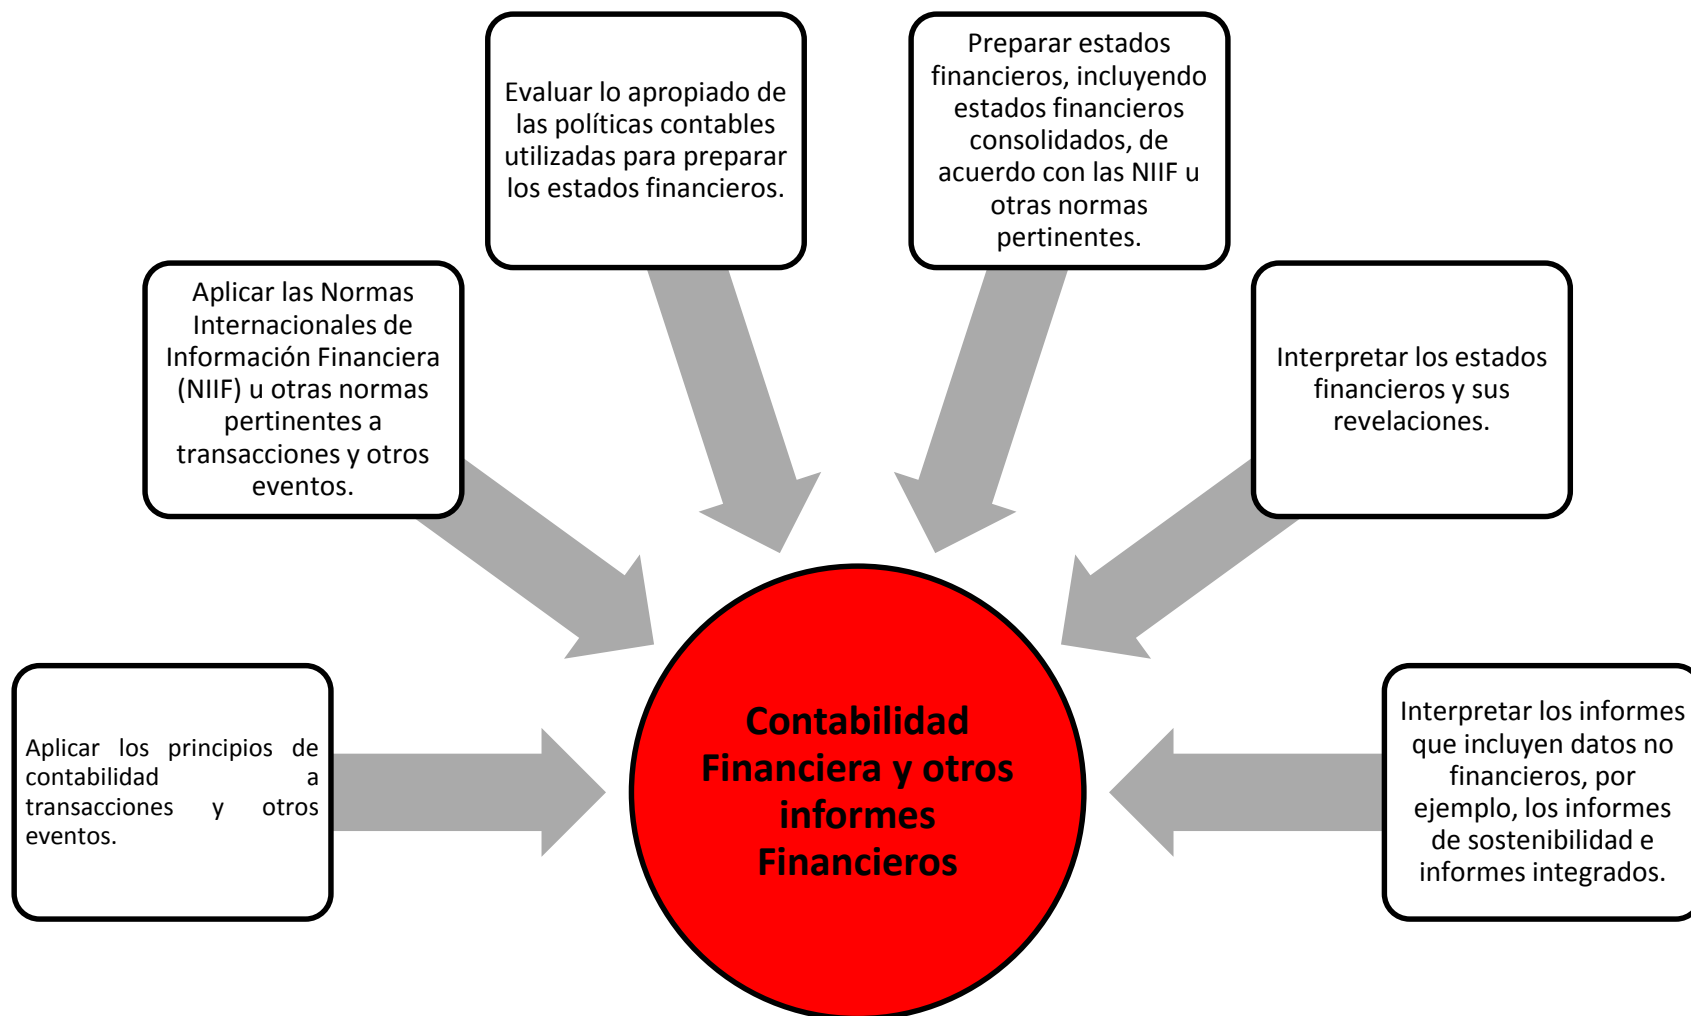 Evaluar lo apropiado de
las políticas contables
utilizadas para preparar
los estados financieros.
Preparar estados
financieros, incluyendo
estados financieros
consolidados, de
acuerdo con las NIIF u
otras normas
pertinentes.
Aplicar las Normas
Internacionales de
Información Financiera
(NIIF) u otras normas
pertinentes a
transacciones y otros
eventos.
Interpretar los estados
financieros y sus
revelaciones.
Aplicar los principios de
contabilidad a
transacciones y otros
eventos.
Contabilidad
Financiera y otros
informes
Financieros
Interpretar los informes
que incluyen datos no
financieros, por
ejemplo, los informes
de sostenibilidad e
informes integrados.